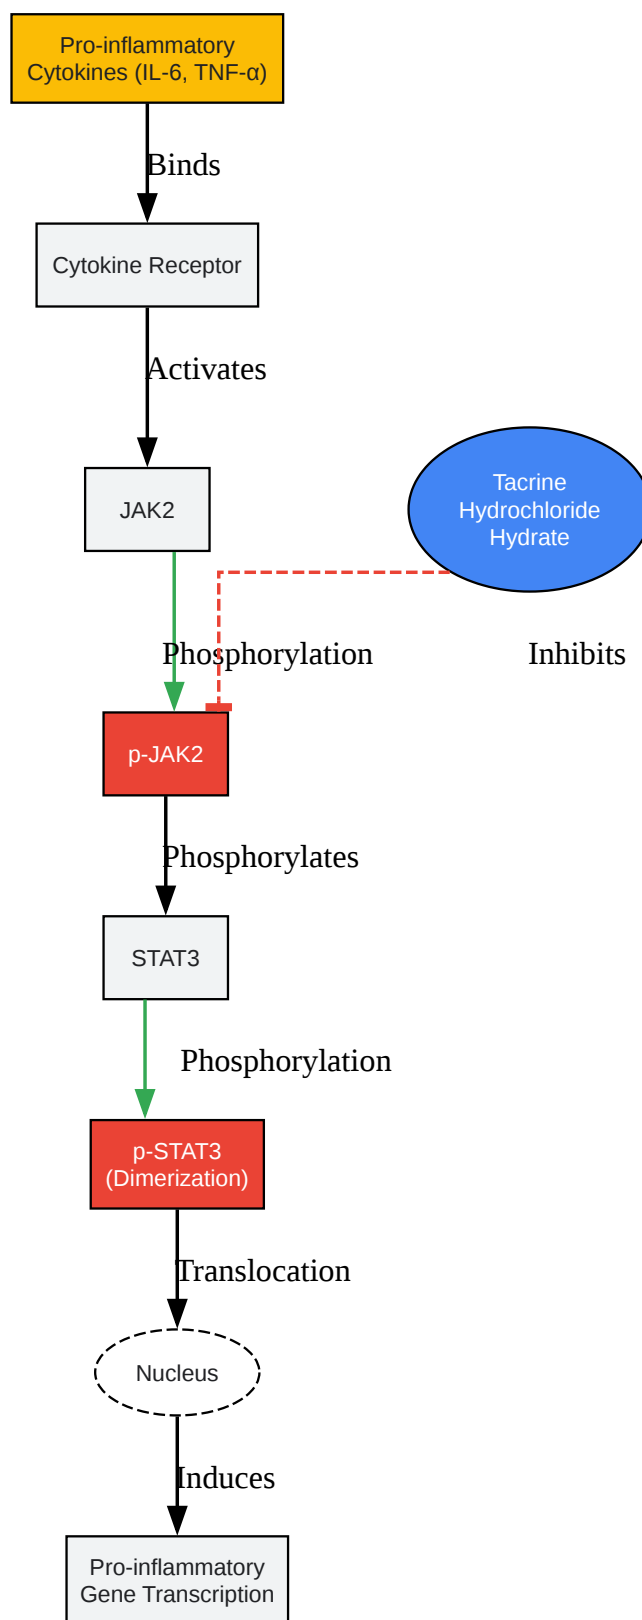 Pro-inflammatory
Cytokines (IL-6, TNF-α)
Binds
Cytokine Receptor
Activates
JAK2
Tacrine
Hydrochloride
Hydrate
Phosphorylation
Inhibits
p-JAK2
Phosphorylates
STAT3
Phosphorylation
p-STAT3
(Dimerization)
Translocation
Nucleus
Induces
Pro-inflammatory
Gene Transcription